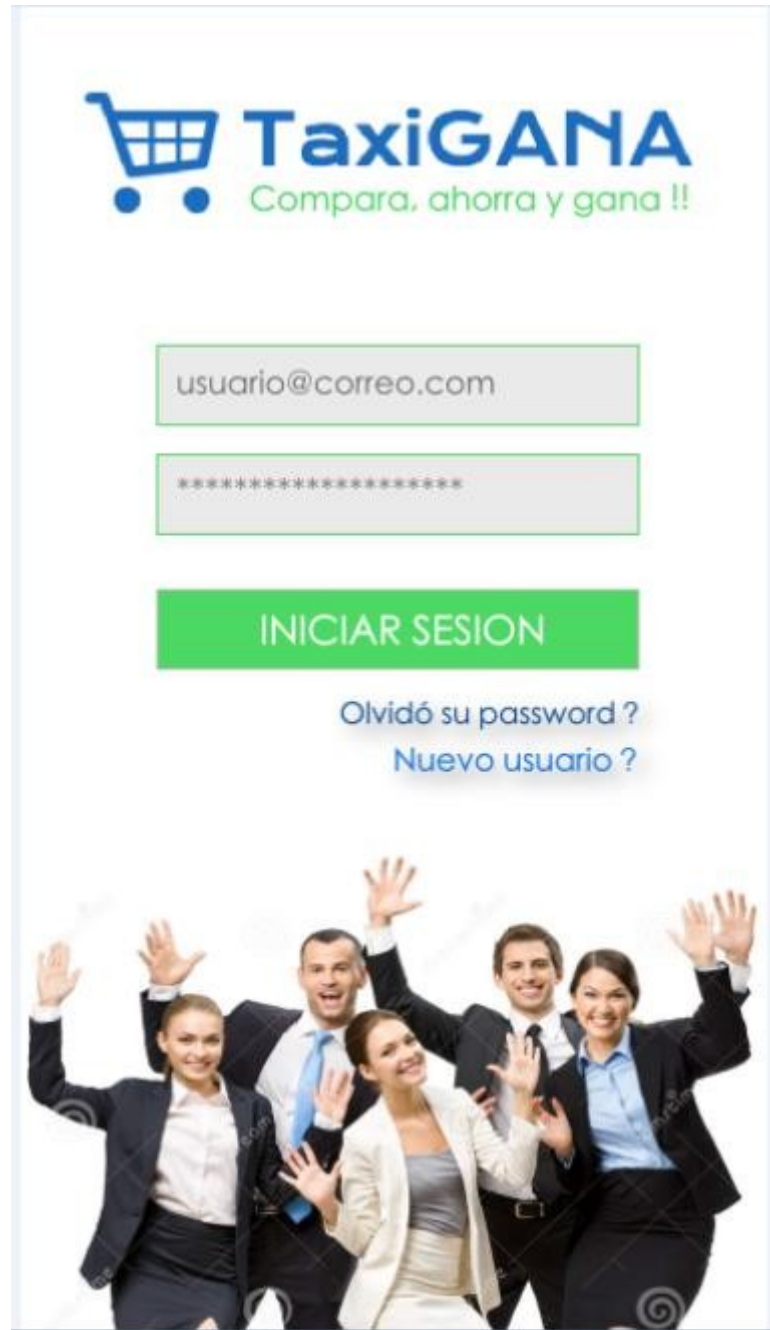 TaxiGANA
Compara, ahorra y gana !!
usuario@correo.com
********************
INICIAR SESION
Olvidó su password ?
Nuevo usuario ?